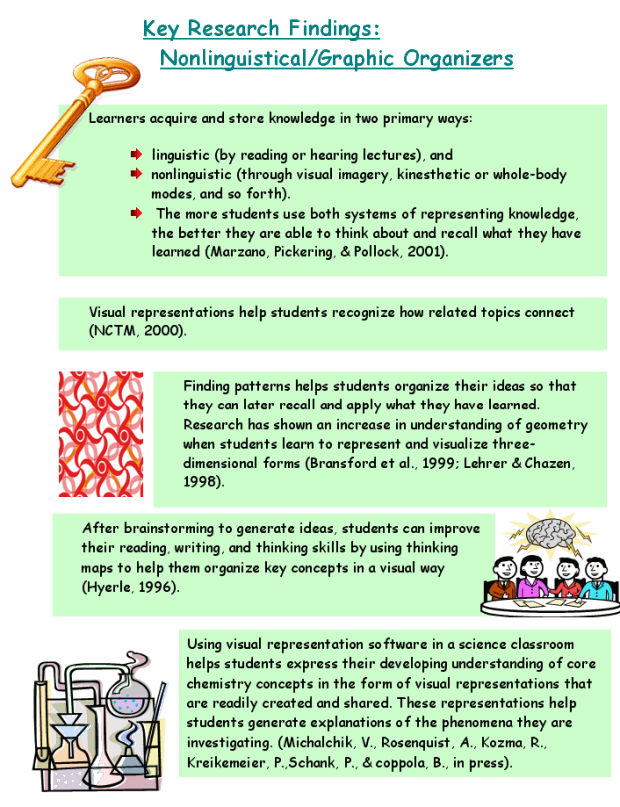 Key Research Findings:
Nonlinguistical/Graphic Organizers
Learners acquire and store knowledge in two primary ways:
linguistic (by reading or hearing lectures), and
nonlinguistic (through visual imagery, kinesthetic or whole-body
modes, and so forth).
The more students use both systems of representing knowledge,
the better they are able to think about and recall what they have
learned (Marzano, Pickering, & Pollock, 2001).
Visual representations help students recognize how related topics connect
(NCTM, 2000).
Finding patterns helps students organize their ideas so that
they can later recall and apply what they have learned.
Research has shown an increase in understanding of geometry
when students learn to represent and visualize three-
dimensional forms (Bransford et al., 1999; Lehrer & Chazen,
1998).
After brainstorming to generate ideas, students can improve
their reading, writing, and thinking skills by using thinking
maps to help them organize key concepts in a visual way
(Hyerle, 1996).
Using visual representation software in a science classroom
helps students express their developing understanding of core
chemistry concepts in the form of visual representations that
are readily created and shared. These representations help
students generate explanations of the phenomena they are
investigating. (Michalchik, V., Rosenquist, A., Kozma, R.,
Kreikemeier, P.,Schank, P., & coppola, B., in press).